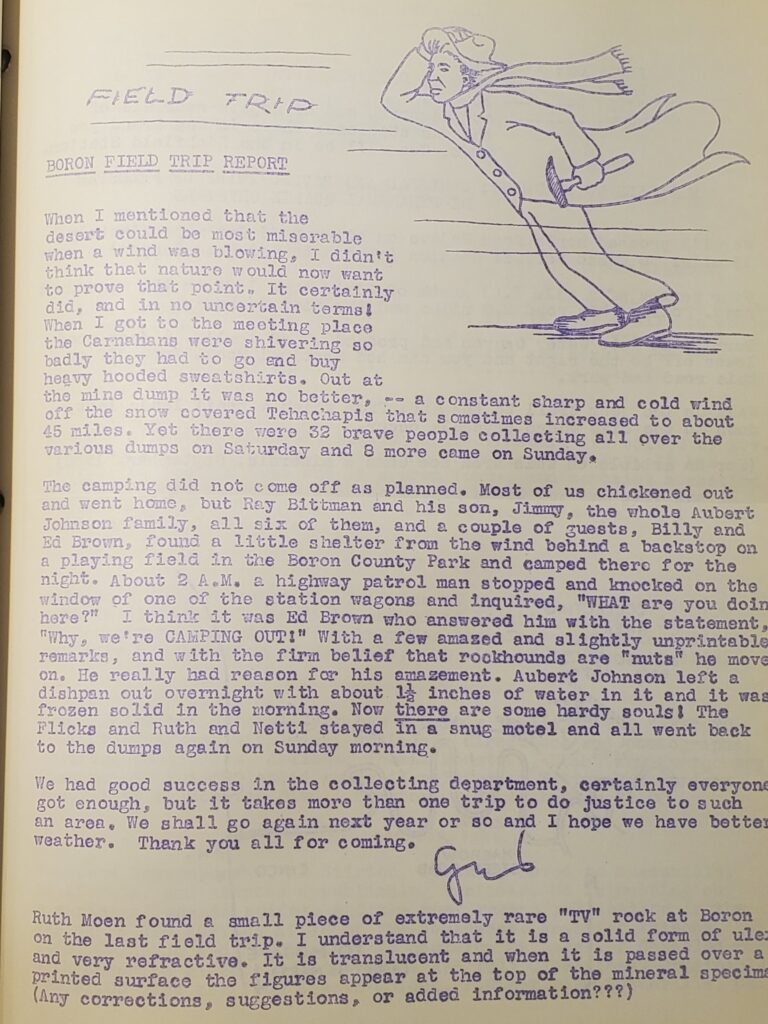 FIELD TRIP
BORON FIELD TRIP REPORT
When I mentioned that the
desert could be most miserable
when a wind was blowing, I didn't
think that nature would now want
to prove that point. It certainly
did, and in no uncertain terms!
When I got to the meeting place
the Carnahans were shivering so
badly they had to go and buy
heavy hooded sweatshirts. Out at
the mine dump it was no better, -- a constant sharp and cold wind
off the snow covered Tehachapis that sometimes increased to about
45 miles. Yet there were 32 brave people collecting all over the
various dumps on Saturday and 8 more came on Sunday.
The camping did not come off as planned. Most of us chickened out
and went home, but Ray Bittman and his son, Jimmy, the whole Aubert
Johnson family, all six of them, and a couple of guests, Billy and
Ed Brown, found a little shelter from the wind behind a backstop on
a playing field in the Boron County Park and camped there for the
night. About 2 A.M. a highway patrol man stopped and knocked on the
window of one of the station wagons and inquired, "WHAT are you doin
here?" I think it was Ed Brown who answered him with the statement,
"Why, we're CAMPING OUT!" With a few amazed and slightly unprintable
remarks, and with the firm belief that rockhounds are "nuts" he move
on. He really had reason for his amazement. Aubert Johnson left a
dishpan out overnight with about 1½ inches of water in it and it was
frozen solid in the morning. Now there are some hardy souls! The
Flicks and Ruth and Netti stayed in a snug motel and all went back
to the dumps again on Sunday morning.
We had good success in the collecting department, certainly everyone
got enough, but it takes more than one trip to do justice to such
an area. We shall go again next year or so and I hope we have better
weather. Thank you all for coming.
Ruth Moen found a small piece of extremely rare "TV" rock at Boron
on the last field trip. I understand that it is a solid form of ulex
and very refractive. It is translucent and when it is passed over a
printed surface the figures appear at the top of the mineral specime
(Any corrections, suggestions, or added information???)